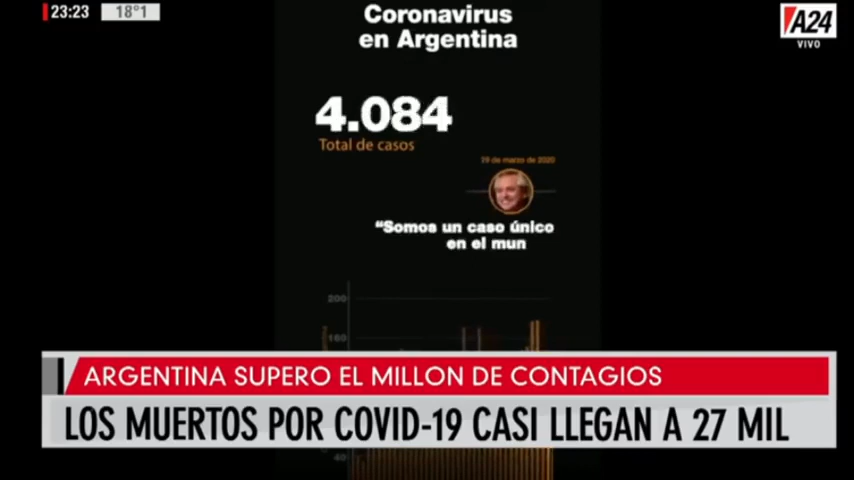 23:23
18°1
A24
VIVO
Coronavirus
en Argentina
4.084
Total de casos
19 de marzo de 2020
“Somos un caso único
en el mun
200
160
ARGENTINA SUPERO EL MILLON DE CONTAGIOS
LOS MUERTOS POR COVID-19 CASI LLEGAN A 27 MIL
40